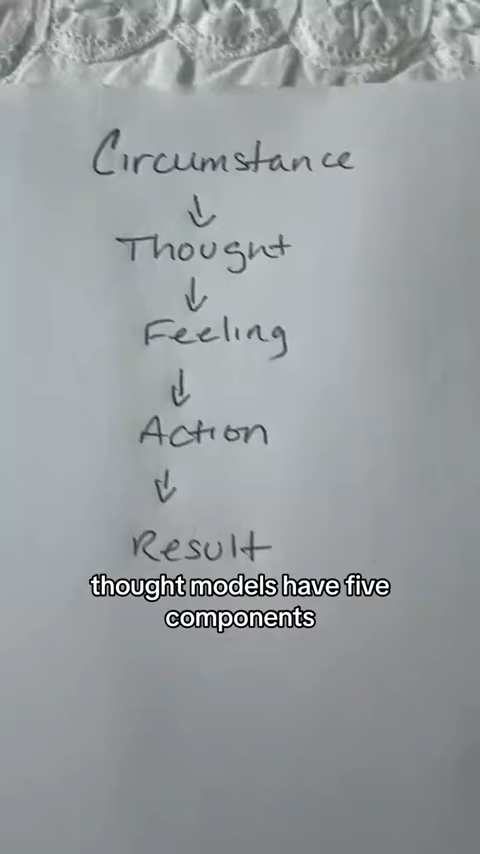 Circumstance
↓
Thought
↓
Feeling
↓
Action
↓
Result
thought models have five
components